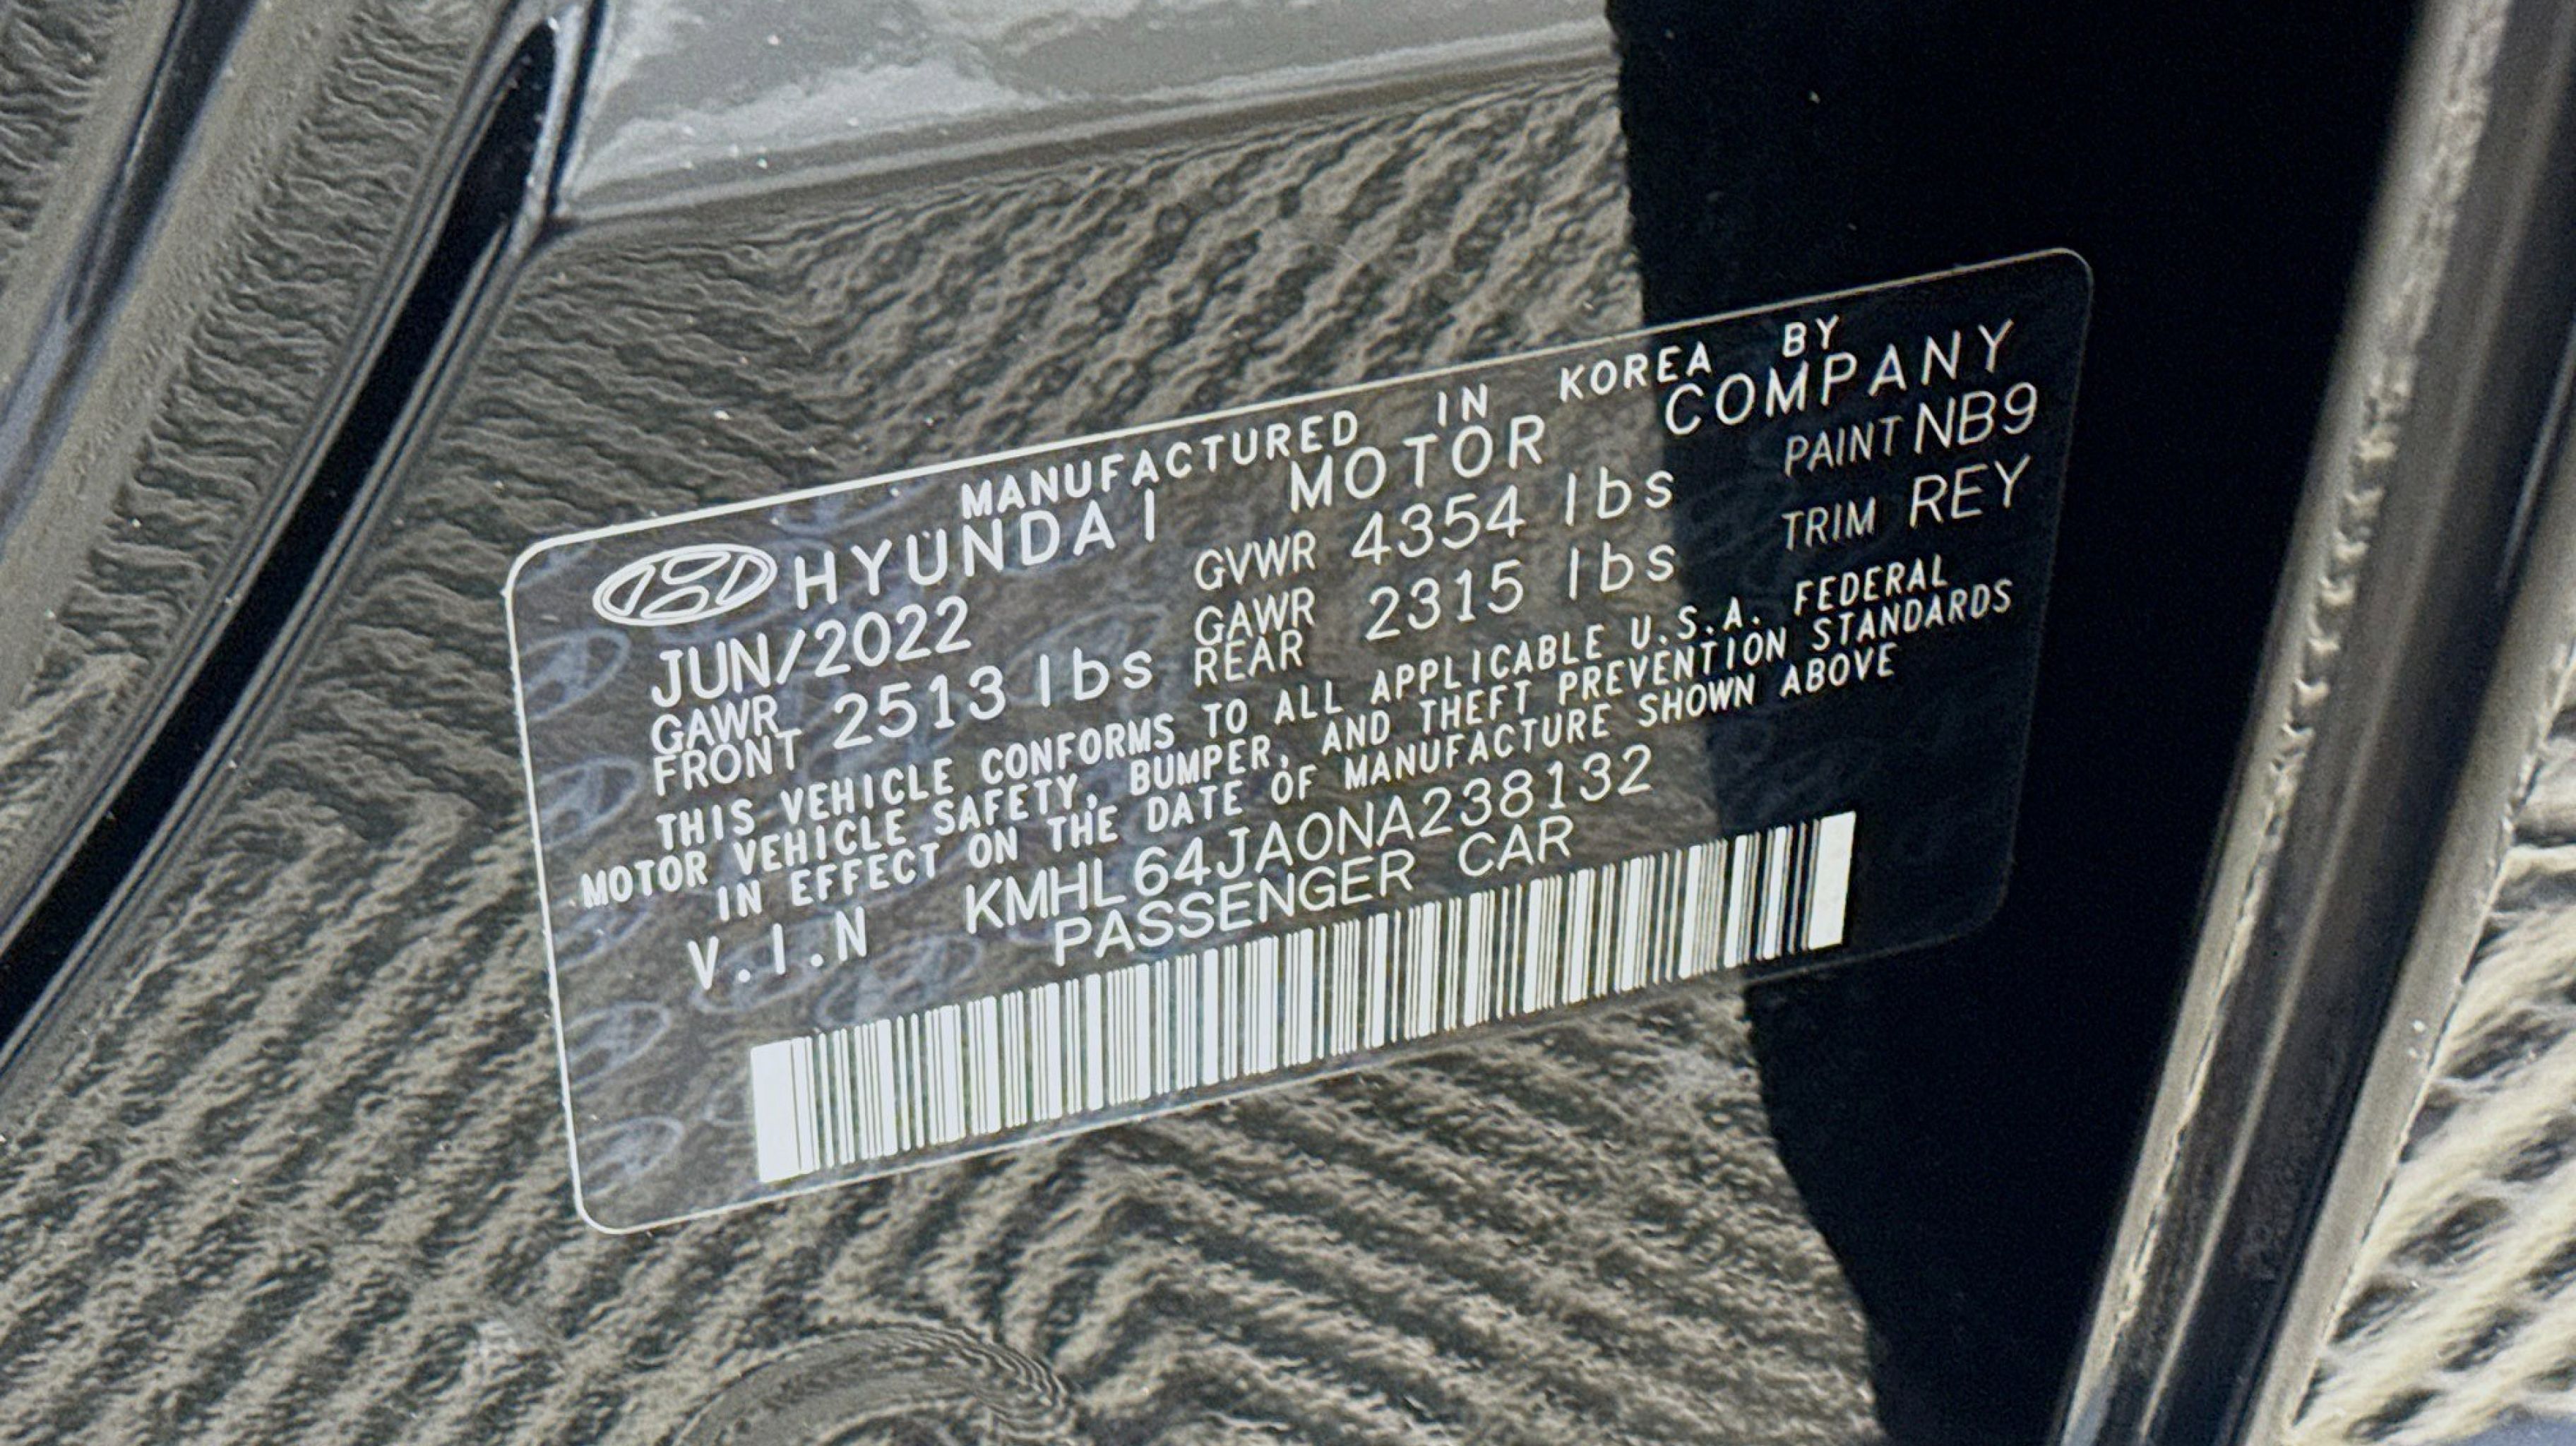 MANUFACTURED IN KOREA BY
HYUNDAI MOTOR COMPANY
JUN/2022 GVWR 4354 lbs PAINT NB9
GAWR FRONT 2513 lbs GAWR REAR 2315 lbs TRIM REY
THIS VEHICLE CONFORMS TO ALL APPLICABLE U.S.A. FEDERAL
MOTOR VEHICLE SAFETY, BUMPER, AND THEFT PREVENTION STANDARDS
IN EFFECT ON THE DATE OF MANUFACTURE SHOWN ABOVE
V.I.N KMHL64JA0NA238132
PASSENGER CAR